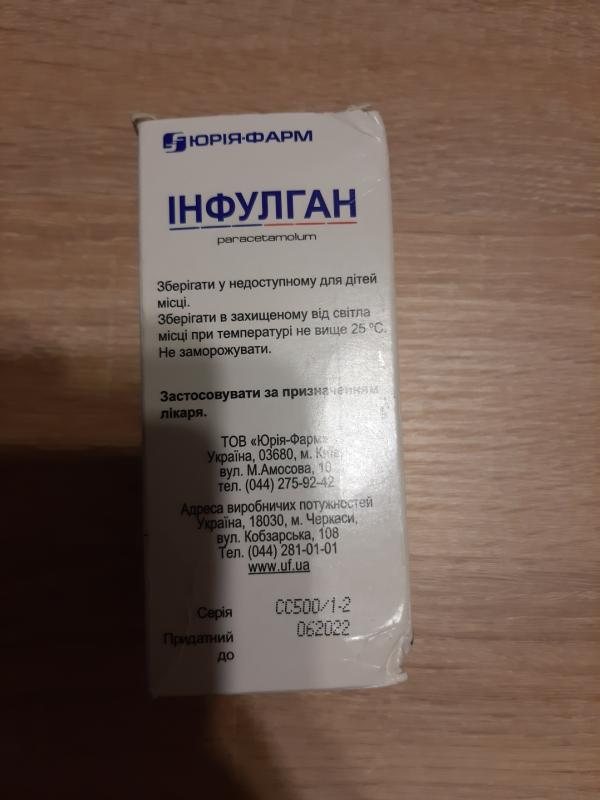 ЮРІЯ-ФАРМ
ІНФУЛГАН
paracetamolum
Зберігати у недоступному для дітей
місці.
Зберігати в захищеному від світла
місці при температурі не вище 25 ºC.
Не заморожувати.
Застосовувати за призначенням
лікаря.
ТОВ «Юрія-Фарм»
Україна, 03680, м. Київ,
вул. М.Амосова, 10
тел. (044) 275-92-42
Адреса виробничих потужностей
Україна, 18030, м. Черкаси,
вул. Кобзарська, 108
Тел. (044) 281-01-01
www.uf.ua
Серія CC500/1-2
Придатний 062022
до